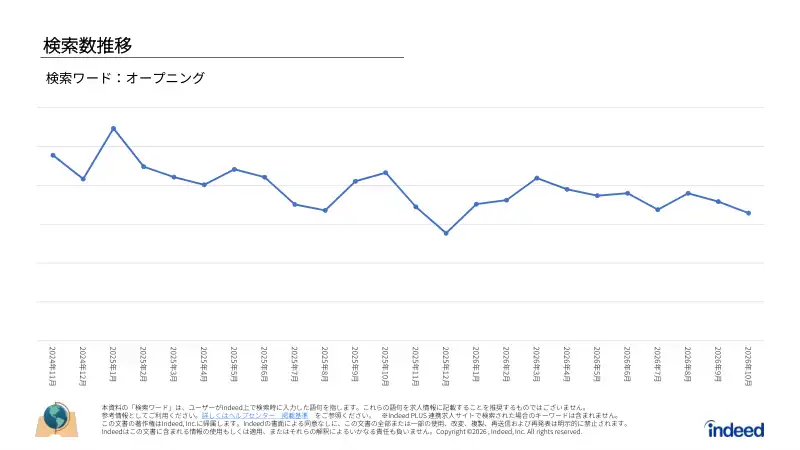 検索数推移
検索ワード：オープニング
2024年11月
2024年12月
2025年1月
2025年2月
2025年3月
2025年4月
2025年5月
2025年6月
2025年7月
2025年8月
2025年9月
2025年10月
2025年11月
2025年12月
2026年1月
2026年2月
2026年3月
2026年4月
2026年5月
2026年6月
2026年7月
2026年8月
2026年9月
2026年10月
本資料の「検索ワード」は、ユーザーがIndeed上で検索時に入力した語句を指します。これらの語句を求人情報に記載することを推奨するものではございません。
参考情報としてご利用ください。詳しくはヘルプセンター　掲載基準　をご参照ください。　※Indeed PLUS 連携求人サイトで検索された場合のキーワードは含まれません。
この文書の著作権はIndeed, Inc.に帰属します。Indeedの書面による同意なしに、この文書の全部または一部の使用、改変、複製、再送信および再発表は明示的に禁止されます。
Indeedはこの文書に含まれる情報の使用もしくは適用、またはそれらの解釈によるいかなる責任も負いません。Copyright ©2026 , Indeed, Inc. All rights reserved.
indeed